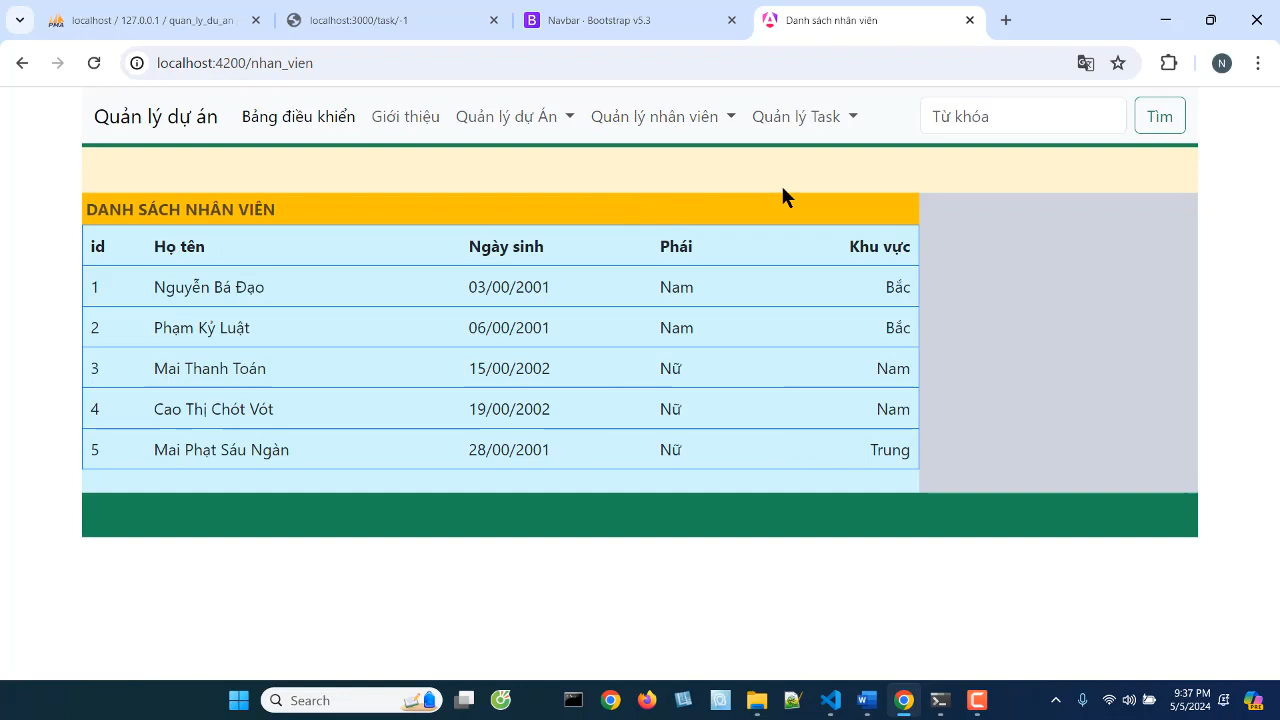 localhost / 127.0.0.1 / quan_ly_du_an
localhost:3000/task/-1
Navbar · Bootstrap v5.3
Danh sách nhân viên
localhost:4200/nhan_vien
N
Quản lý dự án Bảng điều khiển Giới thiệu Quản lý dự Án Quản lý nhân viên Quản lý Task Từ khóa Tìm
DANH SÁCH NHÂN VIÊN
id Họ tên Ngày sinh Phái Khu vực
1 Nguyễn Bá Đạo 03/00/2001 Nam Bắc
2 Phạm Kỷ Luật 06/00/2001 Nam Bắc
3 Mai Thanh Toán 15/00/2002 Nữ Nam
4 Cao Thị Chót Vót 19/00/2002 Nữ Nam
5 Mai Phạt Sáu Ngàn 28/00/2001 Nữ Trung
Search
9:37 PM
5/5/2024